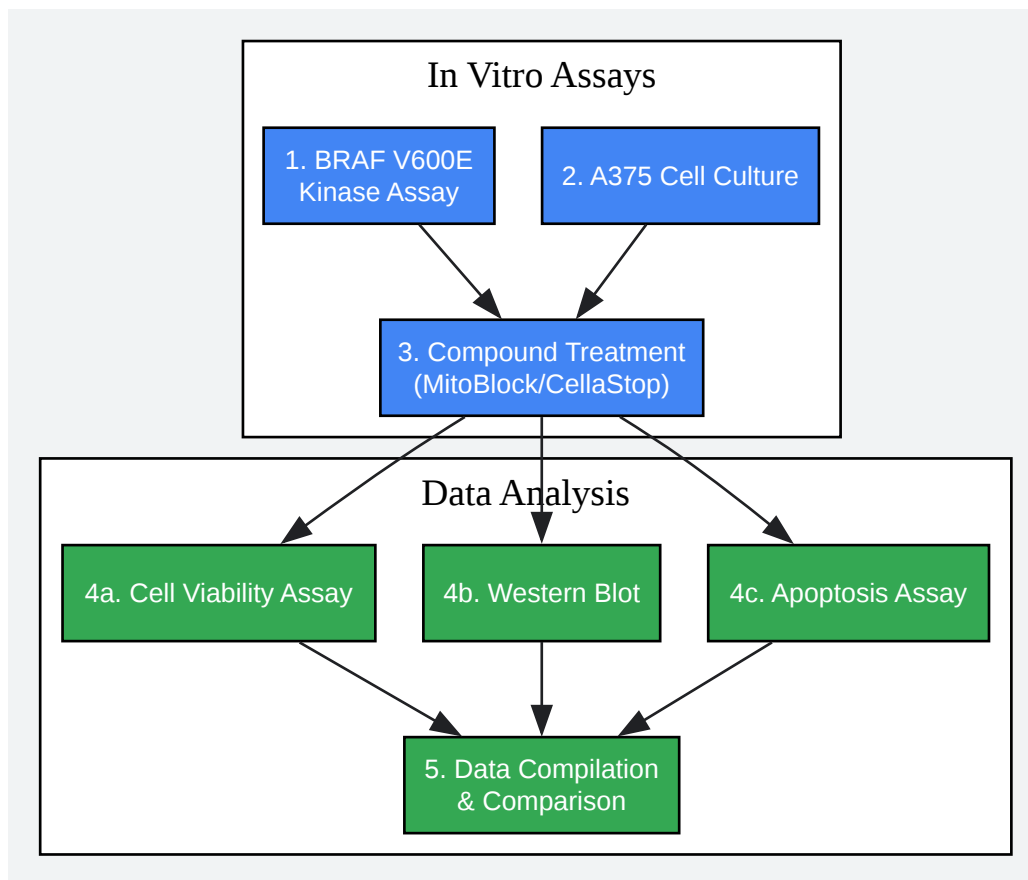 In Vitro Assays
1. BRAF V600E
Kinase Assay
2. A375 Cell Culture
3. Compound Treatment
(MitoBlock/CellaStop)
Data Analysis
4a. Cell Viability Assay
4b. Western Blot
4c. Apoptosis Assay
5. Data Compilation
& Comparison